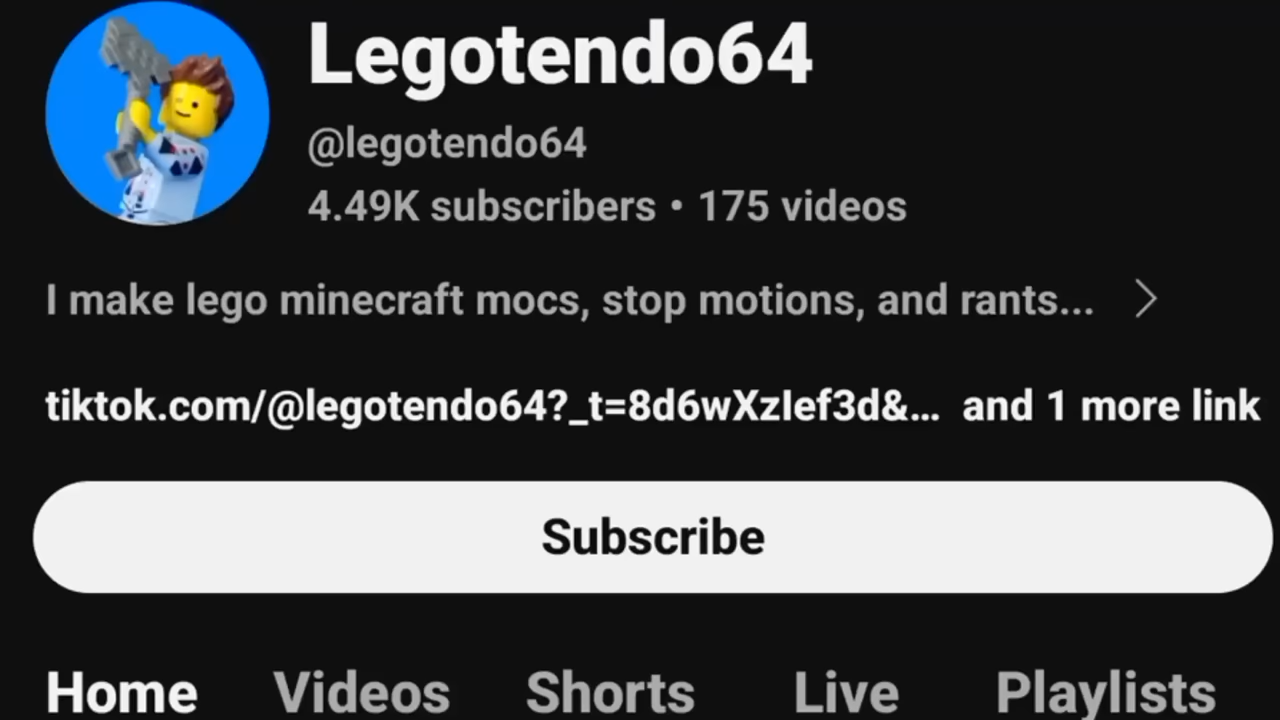 Legotendo64
@legotendo64
4.49K subscribers • 175 videos
I make lego minecraft mocs, stop motions, and rants...
tiktok.com/@legotendo64?_t=8d6wXzIef3d&... and 1 more link
Subscribe
Home Videos Shorts Live Playlists